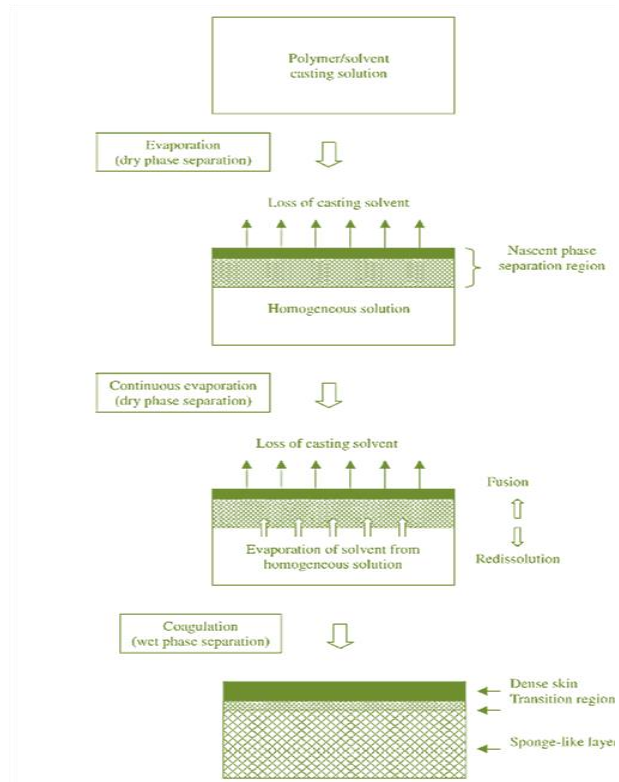 Polymer/solvent
casting solution
Evaporation
(dry phase separation)
Loss of casting solvent
Nascent phase
separation region
Homogeneous solution
Continuous evaporation
(dry phase separation)
Loss of casting solvent
Fusion
Evaporation of solvent from
homogeneous solution
Redissolution
Coagulation
(wet phase separation)
Dense skin
Transition region
Sponge-like layer